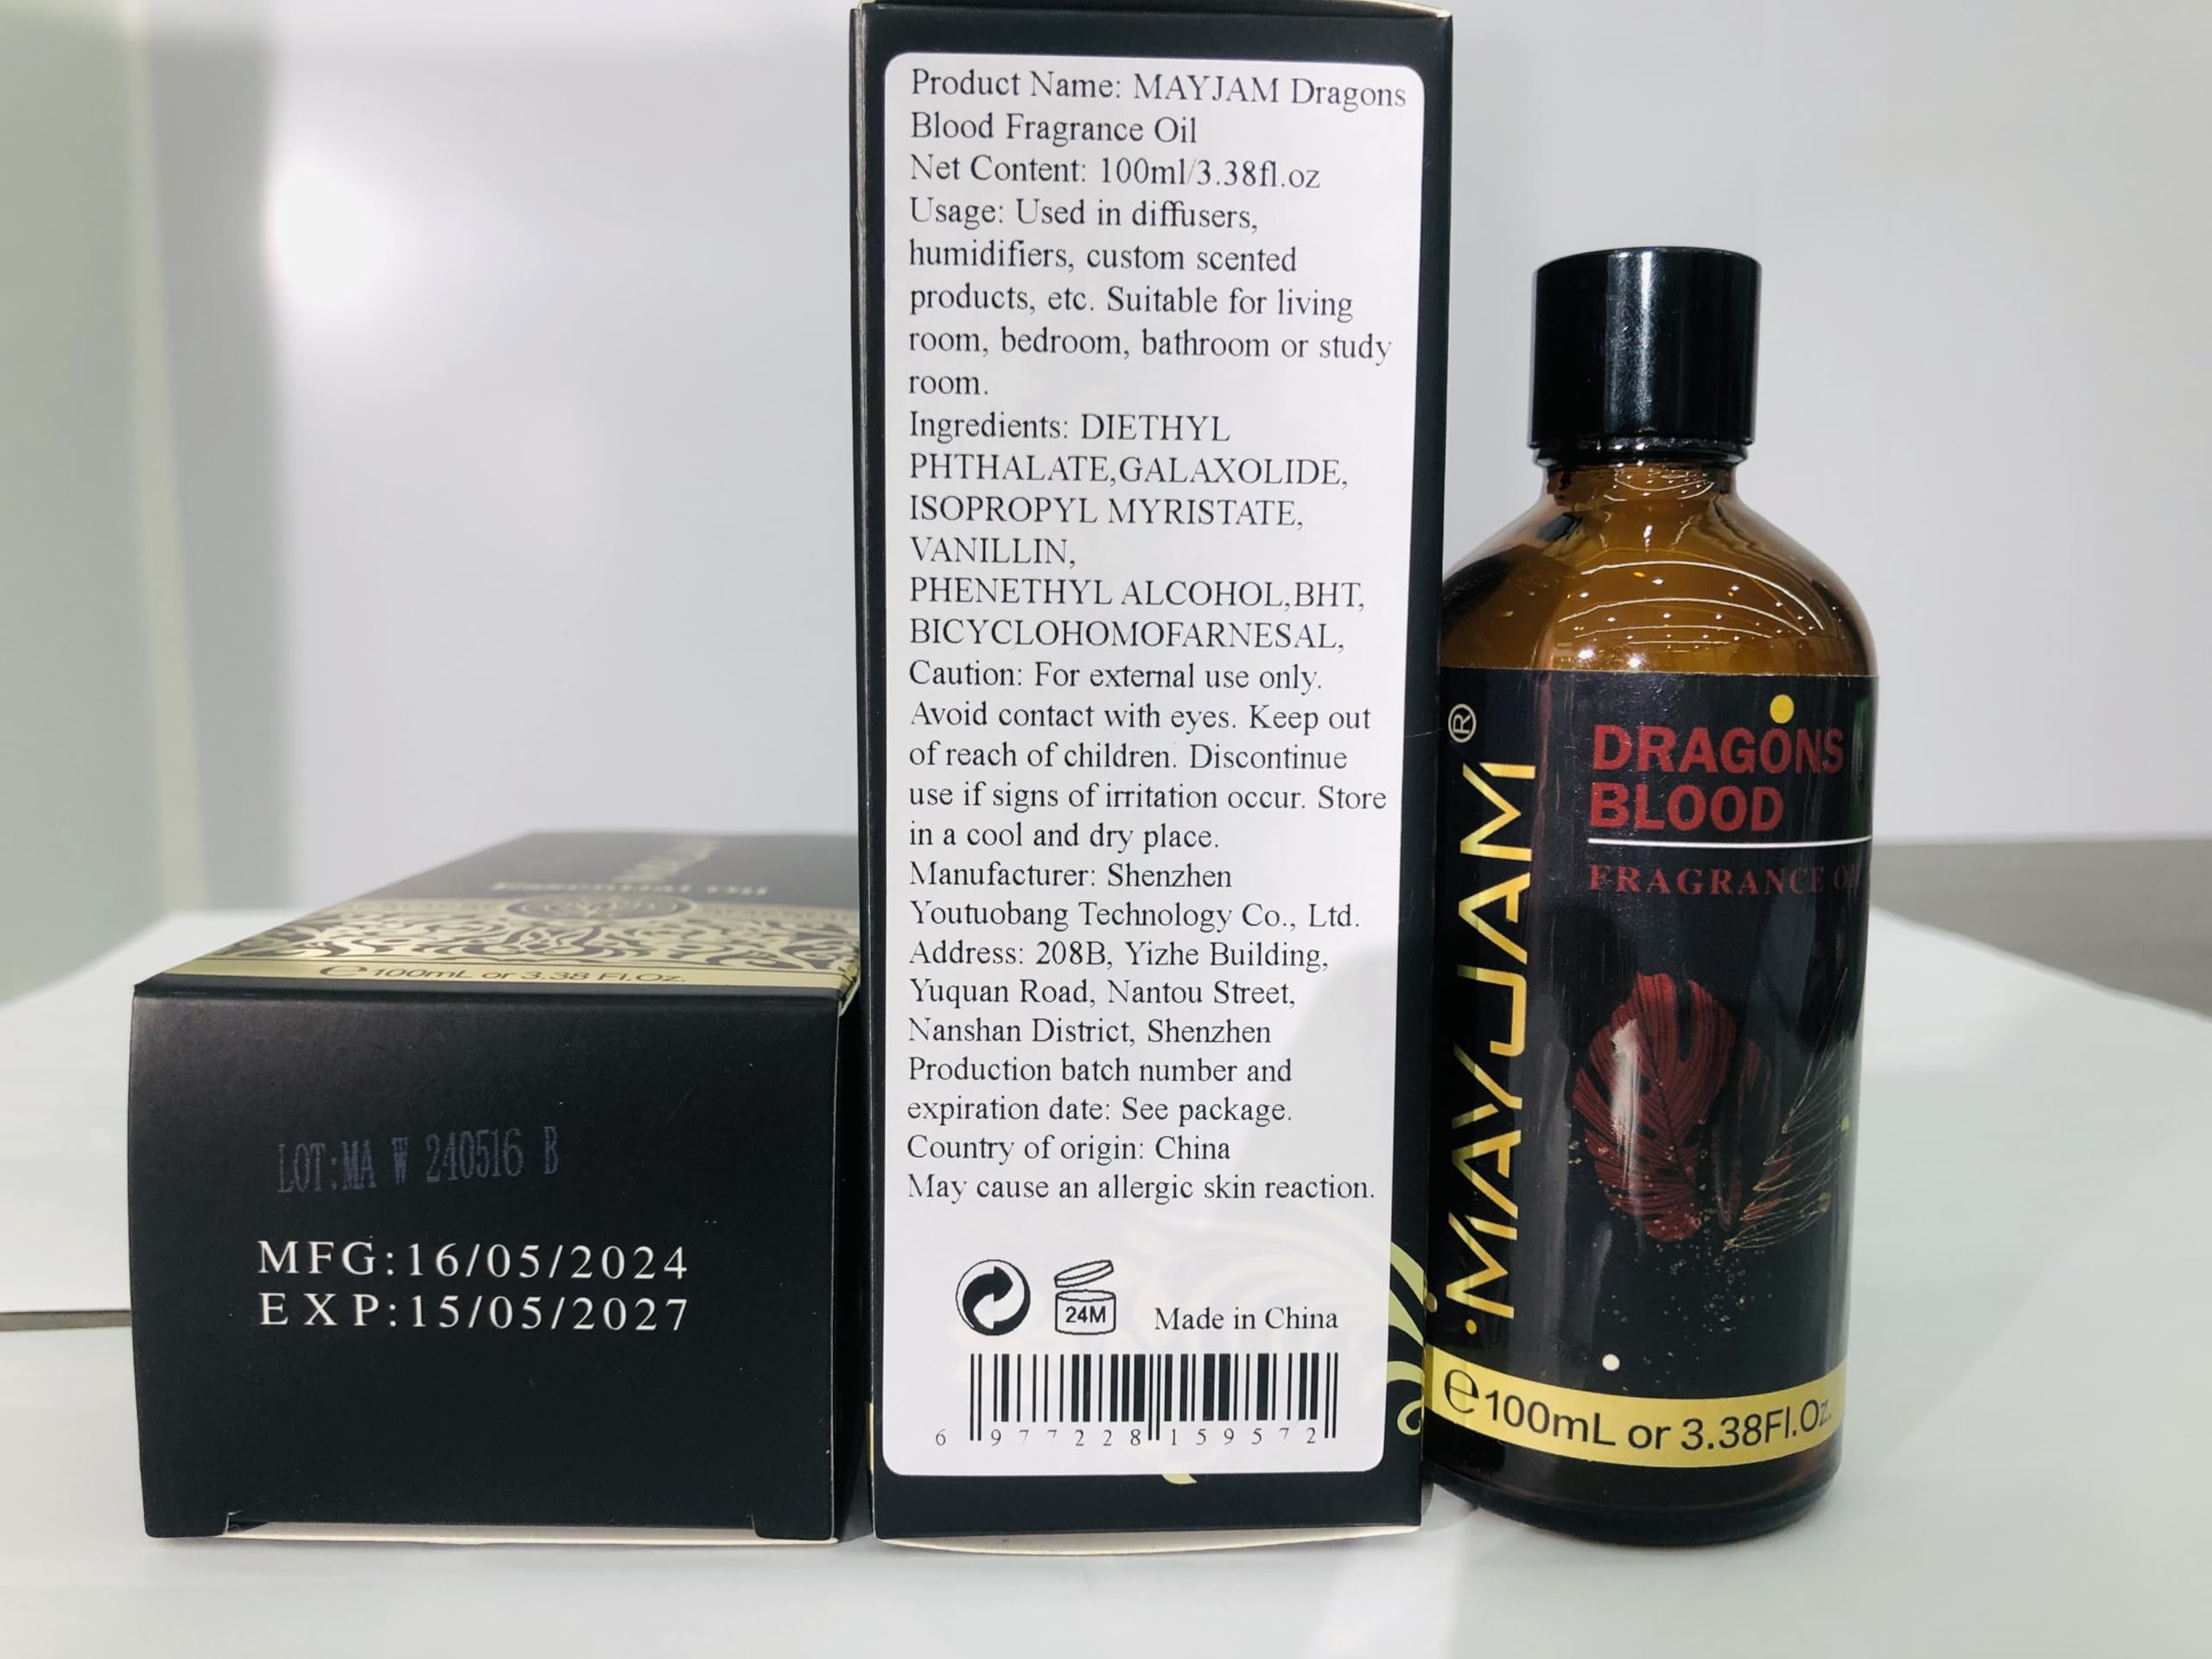 Essential Oil
e100mL or 3.38 Fl.Oz.
LOT:MA W 240516 B
MFG:16/05/2024
EXP:15/05/2027
Product Name: MAYJAM Dragons
Blood Fragrance Oil
Net Content: 100ml/3.38fl.oz
Usage: Used in diffusers,
humidifiers, custom scented
products, etc. Suitable for living
room, bedroom, bathroom or study
room.
Ingredients: DIETHYL
PHTHALATE,GALAXOLIDE,
ISOPROPYL MYRISTATE,
VANILLIN,
PHENETHYL ALCOHOL,BHT,
BICYCLOHOMOFARNESAL,
Caution: For external use only.
Avoid contact with eyes. Keep out
of reach of children. Discontinue
use if signs of irritation occur. Store
in a cool and dry place.
Manufacturer: Shenzhen
Youtuobang Technology Co., Ltd.
Address: 208B, Yizhe Building,
Yuquan Road, Nantou Street,
Nanshan District, Shenzhen
Production batch number and
expiration date: See package.
Country of origin: China
May cause an allergic skin reaction.
24M Made in China
6 977228 159572
MAYJAM®
DRAGONS
BLOOD
FRAGRANCE
e100mL or 3.38Fl.Oz.